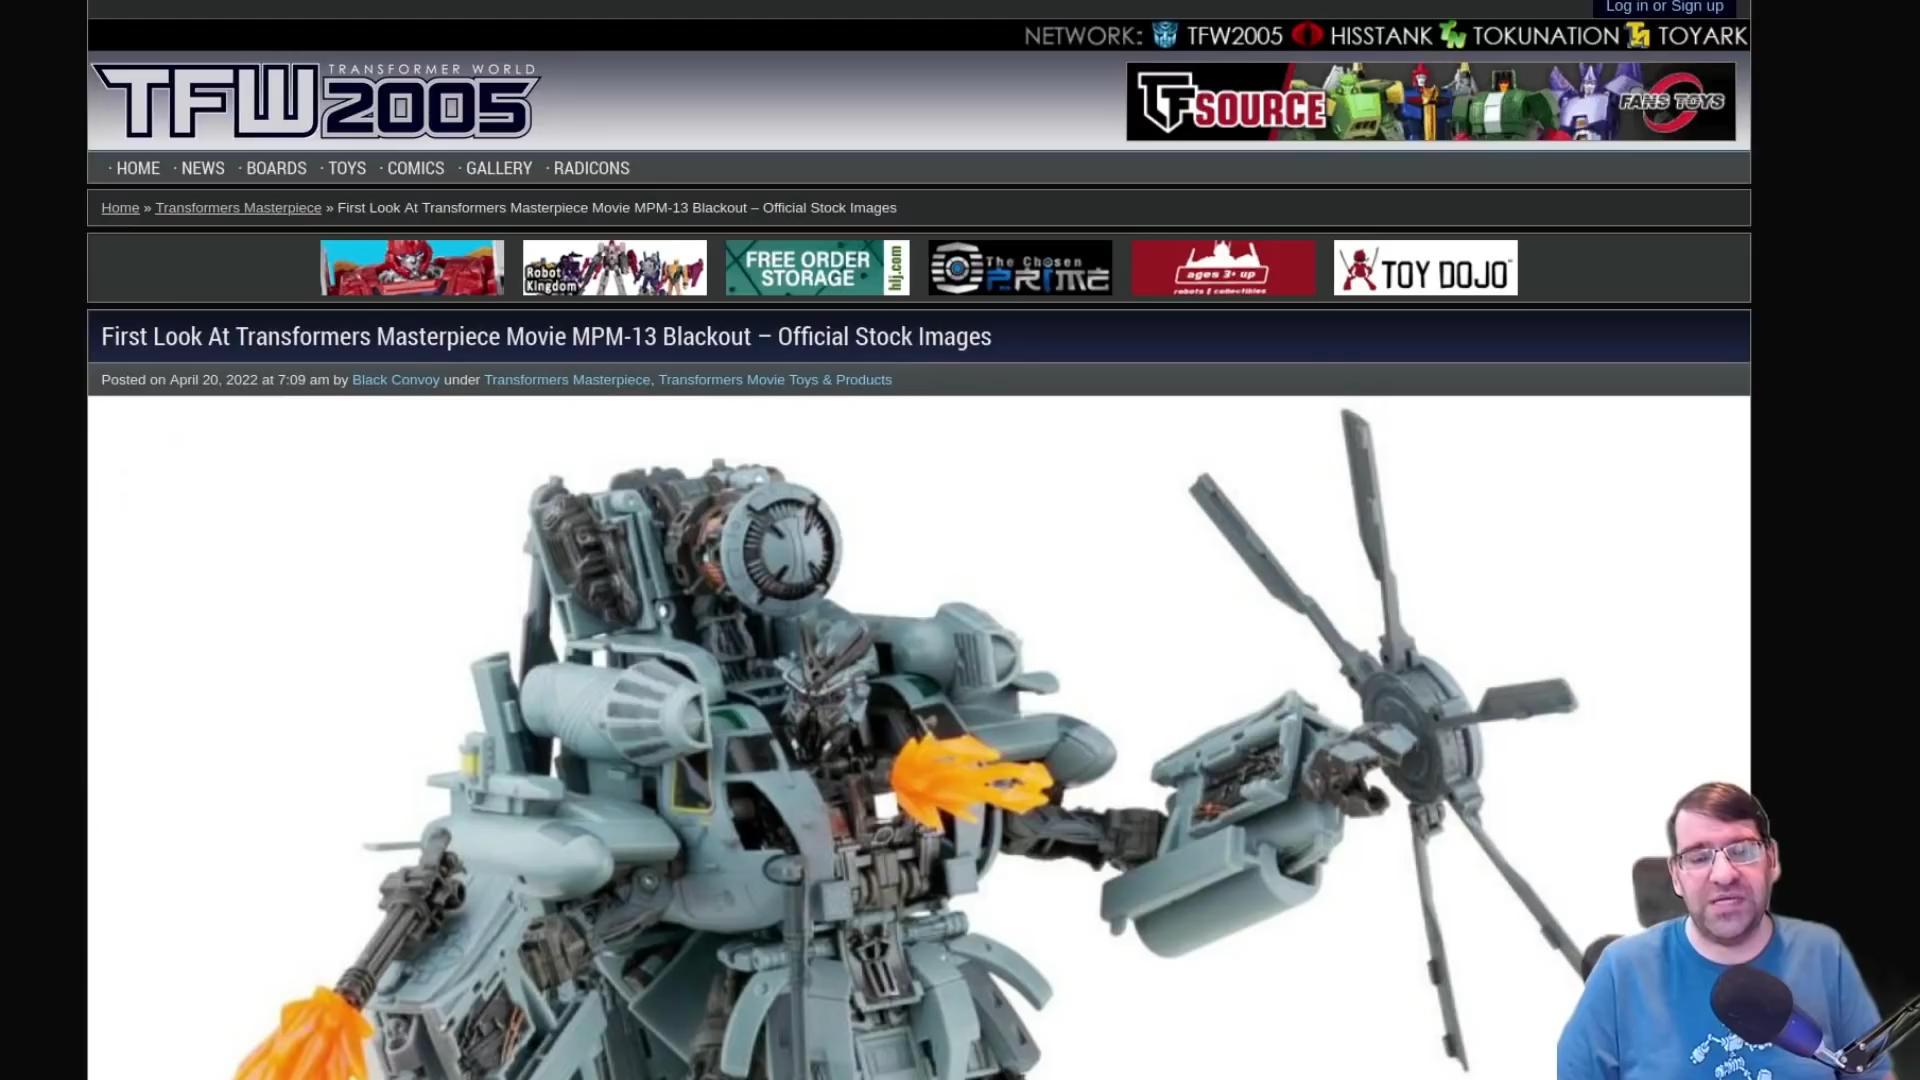 Log in or Sign up
NETWORK: TFW2005 HISSTANK TOKUNATION TOYARK
TRANSFORMER WORLD
TFW2005
TFSOURCE FANS TOYS
· HOME · NEWS · BOARDS · TOYS · COMICS · GALLERY · RADICONS
Home » Transformers Masterpiece » First Look At Transformers Masterpiece Movie MPM-13 Blackout – Official Stock Images
Robot Kingdom
FREE ORDER STORAGE hlj.com
The Chosen PRIME
ages 3+ up
robots & collectibles
TOY DOJO
First Look At Transformers Masterpiece Movie MPM-13 Blackout – Official Stock Images
Posted on April 20, 2022 at 7:09 am by Black Convoy under Transformers Masterpiece, Transformers Movie Toys & Products